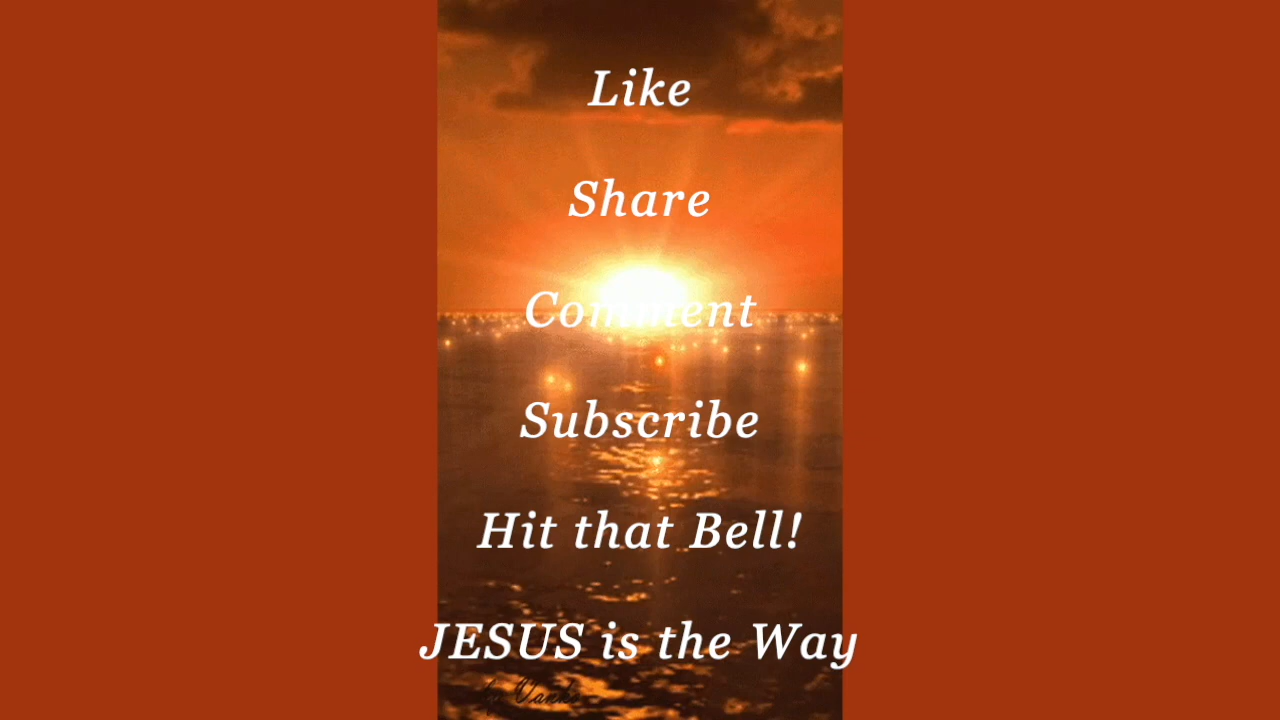 Like
Share
Comment
Subscribe
Hit that Bell!
JESUS is the Way